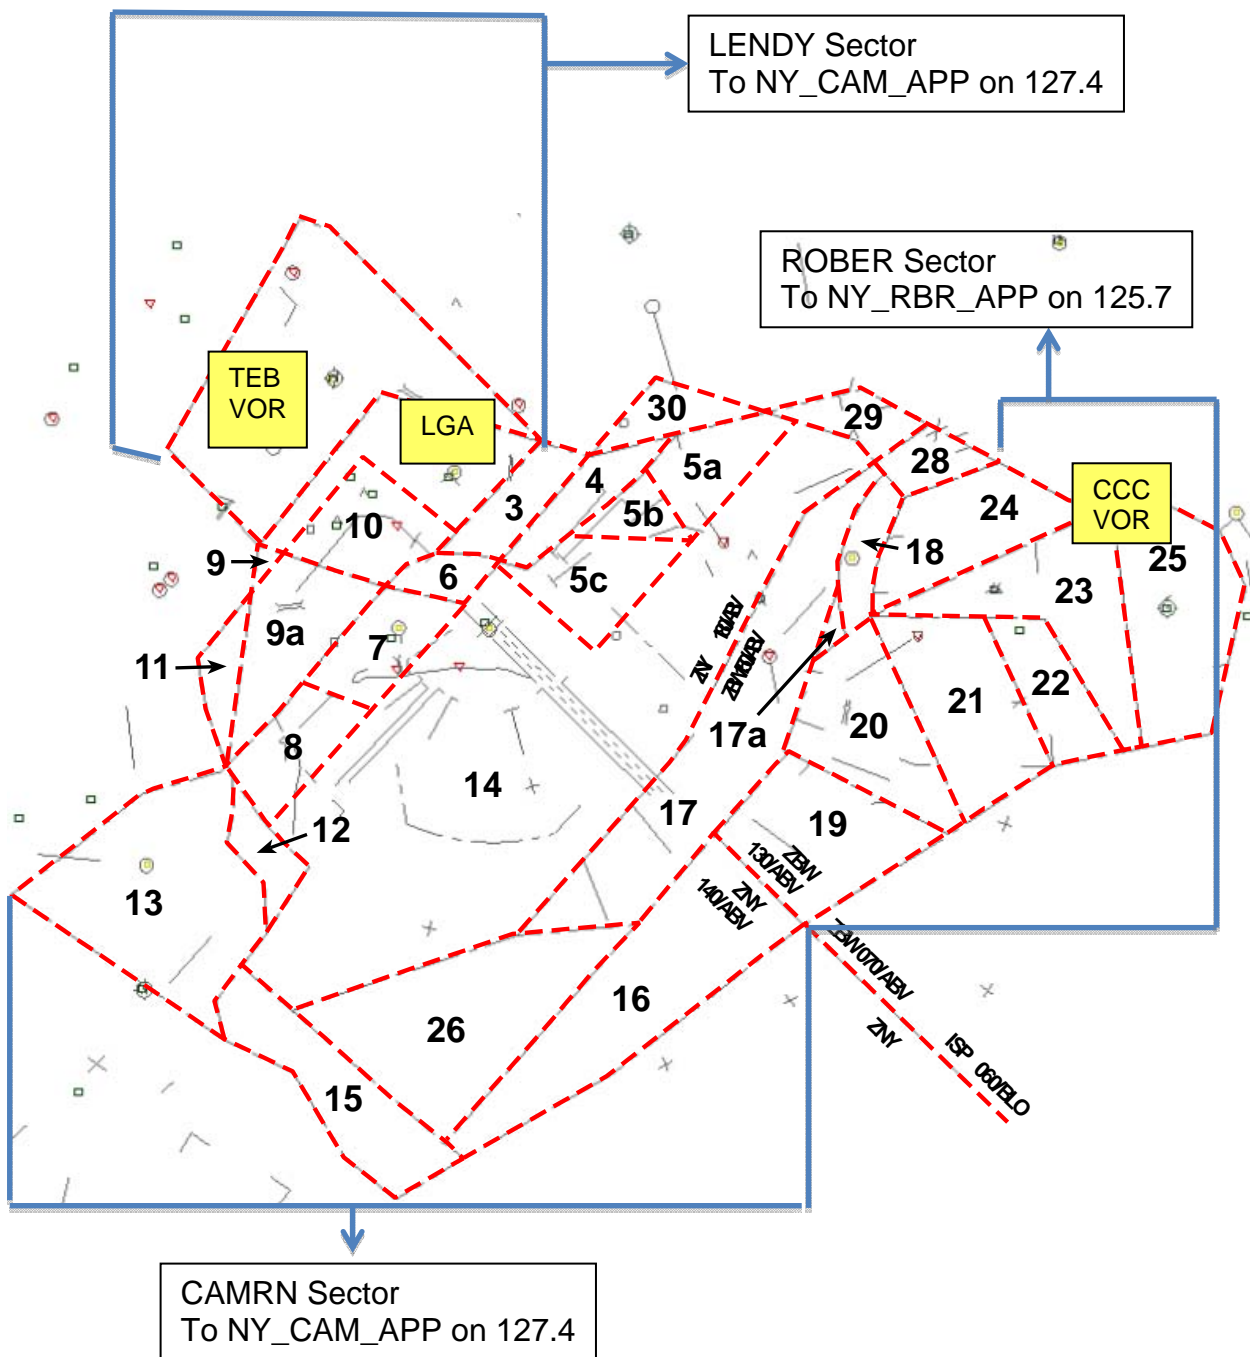 LENDY Sector
To NY_CAM_APP on 127.4
ROBER Sector
To NY_RBR_APP on 125.7
TEB
VOR
LGA
30
29
28
5a
4
5b
3
24
CCC
VOR
10
18
25
9
6
5c
23
9a
7
11
22
21
17a
20
8
14
17
12
19
ZBW
130/ABV
ZNY
140/ABV
13
ZBW 070/ABV
ZNY
16
26
ISP 060/BLO
15
CAMRN Sector
To NY_CAM_APP on 127.4